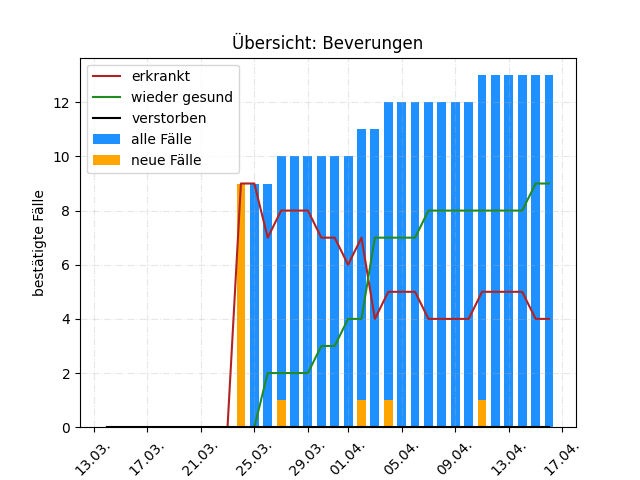 Übersicht: Beverungen
erkrankt
wieder gesund
verstorben
alle Fälle
neue Fälle
bestätigte Fälle
12
10
8
6
4
2
0
13.03.
17.03.
21.03.
25.03.
29.03.
01.04.
05.04.
09.04.
13.04.
17.04.